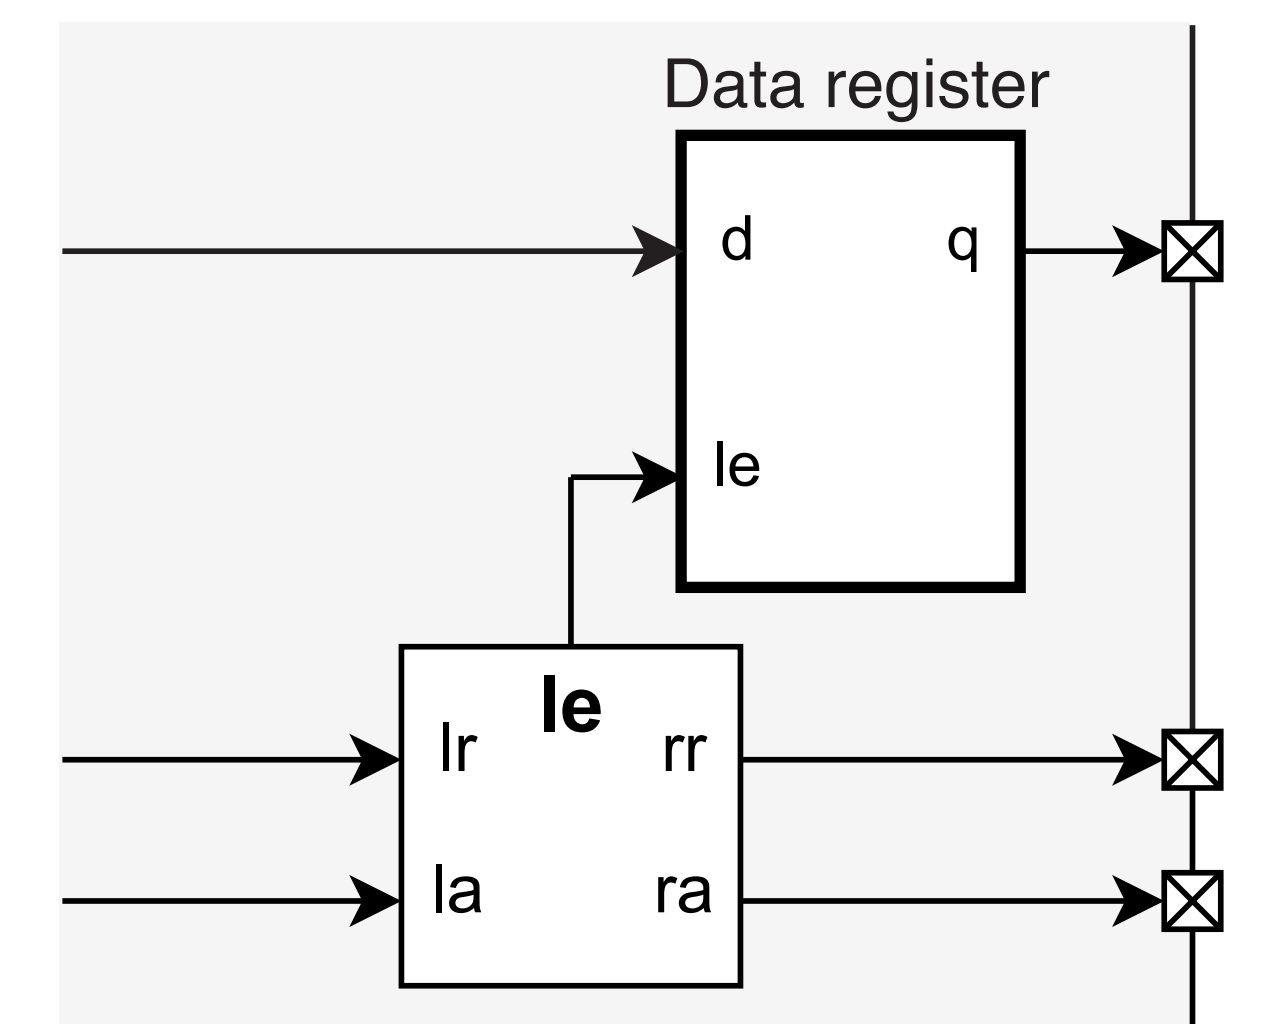 Data register
d q
le
le
lr rr
la ra